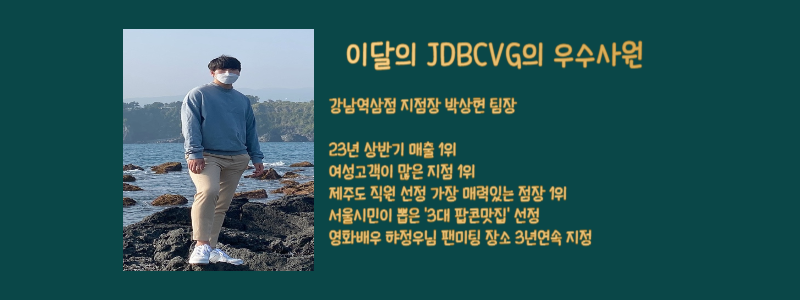 이달의 JDBCVG의 우수사원
강남역삼점 지점장 박상현 팀장
23년 상반기 매출 1위
여성고객이 많은 지점 1위
제주도 직원 선정 가장 매력있는 점장 1위
서울시민이 뽑은 '3대 팝콘맛집' 선정
영화배우 햐정우님 팬미팅 장소 3년연속 지정